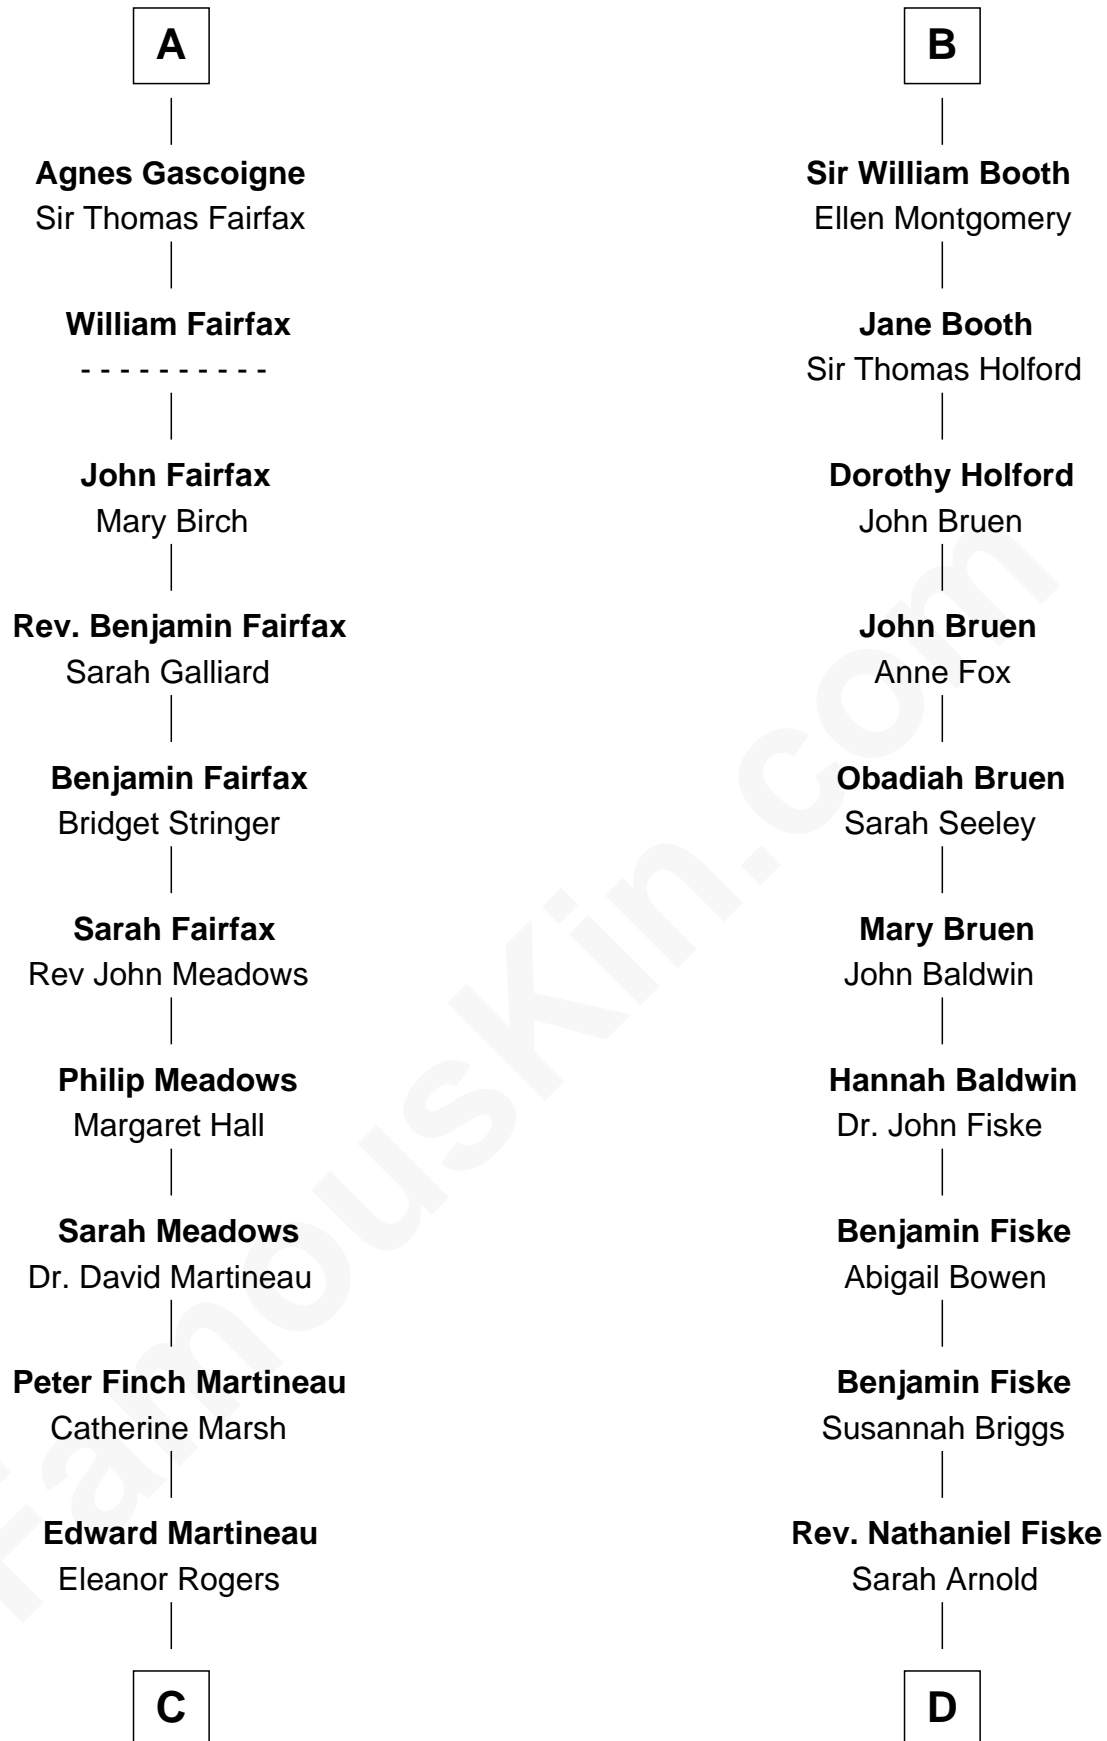 A
Agnes Gascoigne
Sir Thomas Fairfax
William Fairfax
- - - - - - - - - -
John Fairfax
Mary Birch
Rev. Benjamin Fairfax
Sarah Galliard
Benjamin Fairfax
Bridget Stringer
Sarah Fairfax
Rev John Meadows
Philip Meadows
Margaret Hall
Sarah Meadows
Dr. David Martineau
Peter Finch Martineau
Catherine Marsh
Edward Martineau
Eleanor Rogers
C
B
Sir William Booth
Ellen Montgomery
Jane Booth
Sir Thomas Holford
Dorothy Holford
John Bruen
John Bruen
Anne Fox
Obadiah Bruen
Sarah Seeley
Mary Bruen
John Baldwin
Hannah Baldwin
Dr. John Fiske
Benjamin Fiske
Abigail Bowen
Benjamin Fiske
Susannah Briggs
Rev. Nathaniel Fiske
Sarah Arnold
D
FamousKin.com